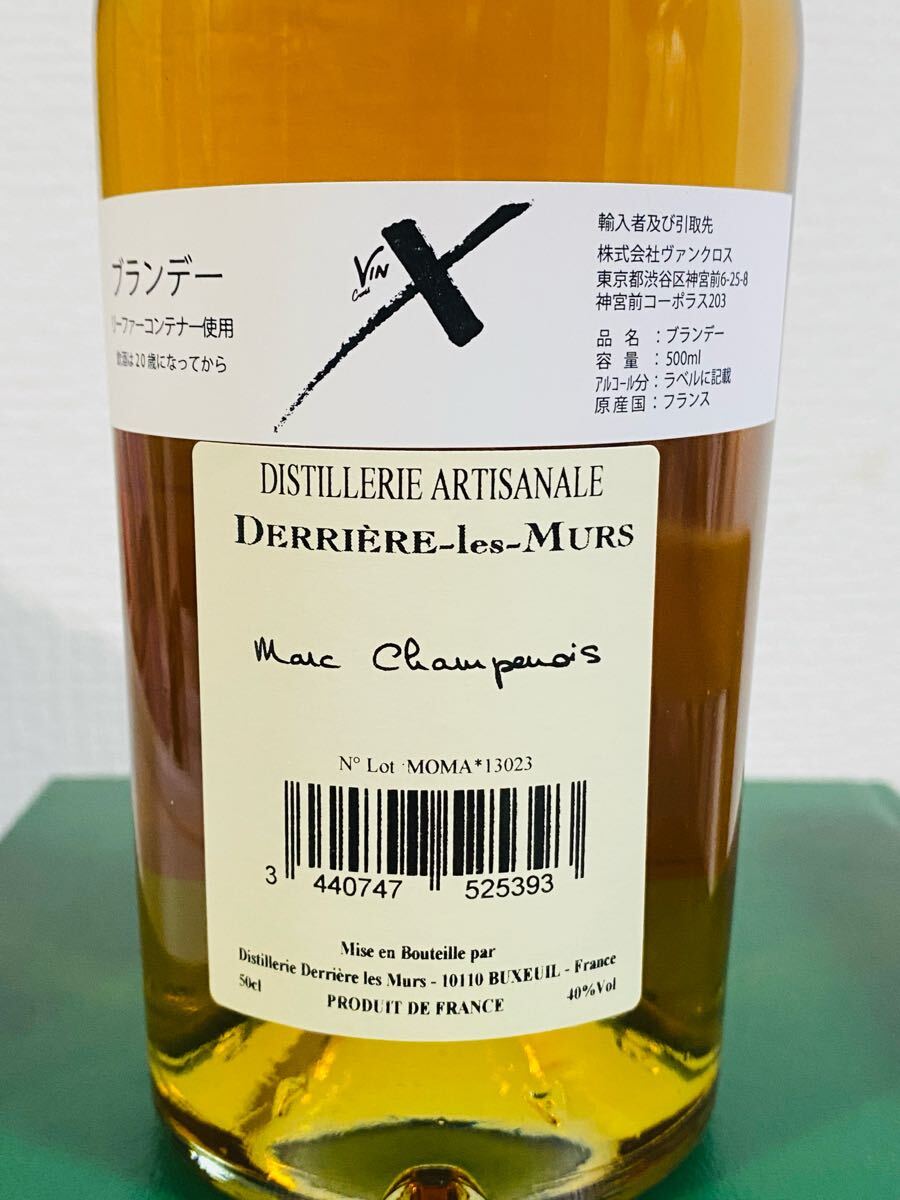 ブランデー
リーファーコンテナー使用
飲酒は20歳になってから
VIN
Cross
輸入者及び引取先
株式会社ヴァンクロス
東京都渋谷区神宮前6-25-8
神宮前コーポラス203
品 名 : ブランデー
容 量 : 500ml
アルコール分 : ラベルに記載
原産国 : フランス
DISTILLERIE ARTISANALE
DERRIÈRE-les-MURS
Marc Champenois
N° Lot MOMA*13023
3 440747 525393
Mise en Bouteille par
Distillerie Derrière les Murs - 10110 BUXEUIL - France
50cl 40%Vol
PRODUIT DE FRANCE